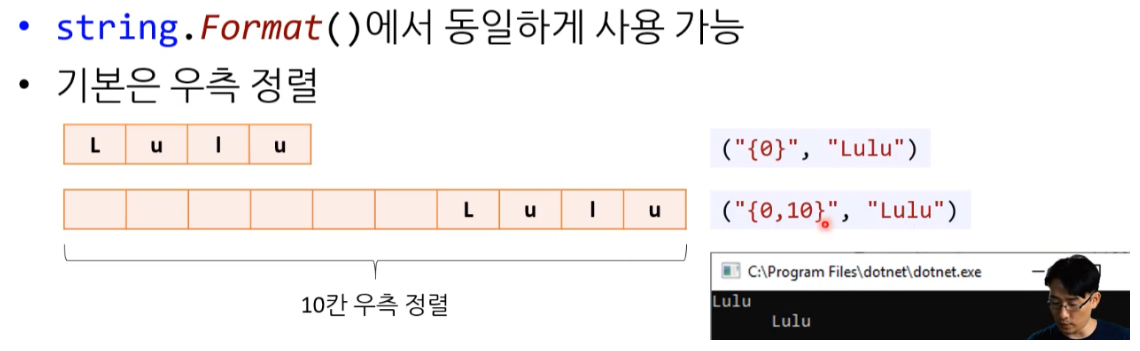 • string.Format()에서 동일하게 사용 가능
• 기본은 우측 정렬
L u l u
("{0}", "Lulu")
L u l u
("{0,10}", "Lulu")
10칸 우측 정렬
C:\Program Files\dotnet\dotnet.exe
Lulu
Lulu